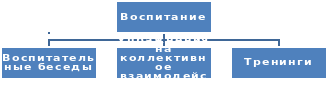 Воспитание
Воспитатель
ные беседы
на
коллективн
ое
взаимодейс
Тренинги